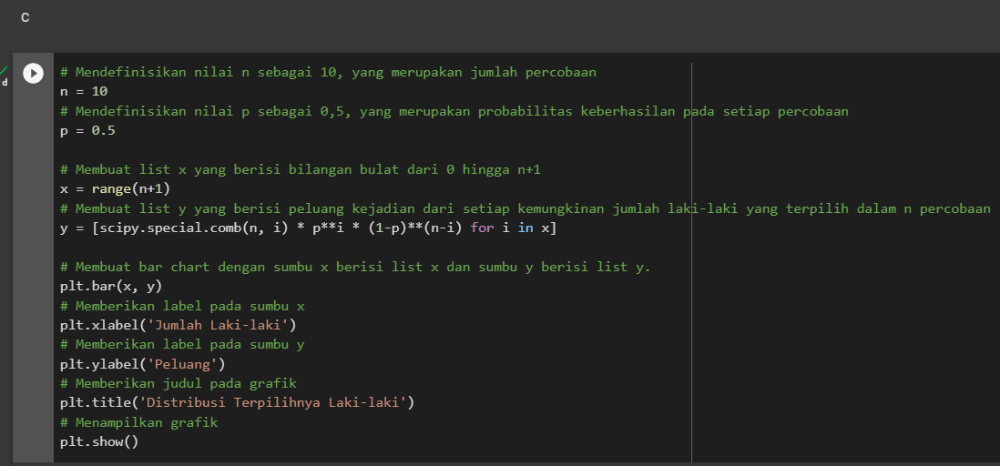 C
d
# Mendefinisikan nilai n sebagai 10, yang merupakan jumlah percobaan
n = 10
# Mendefinisikan nilai p sebagai 0,5, yang merupakan probabilitas keberhasilan pada setiap percobaan
p = 0.5
# Membuat list x yang berisi bilangan bulat dari 0 hingga n+1
x = range(n+1)
# Membuat list y yang berisi peluang kejadian dari setiap kemungkinan jumlah laki-laki yang terpilih dalam n percobaan
y = [scipy.special.comb(n, i) * p**i * (1-p)**(n-i) for i in x]
# Membuat bar chart dengan sumbu x berisi list x dan sumbu y berisi list y.
plt.bar(x, y)
# Memberikan label pada sumbu x
plt.xlabel('Jumlah Laki-laki')
# Memberikan label pada sumbu y
plt.ylabel('Peluang')
# Memberikan judul pada grafik
plt.title('Distribusi Terpilihnya Laki-laki')
# Menampilkan grafik
plt.show()